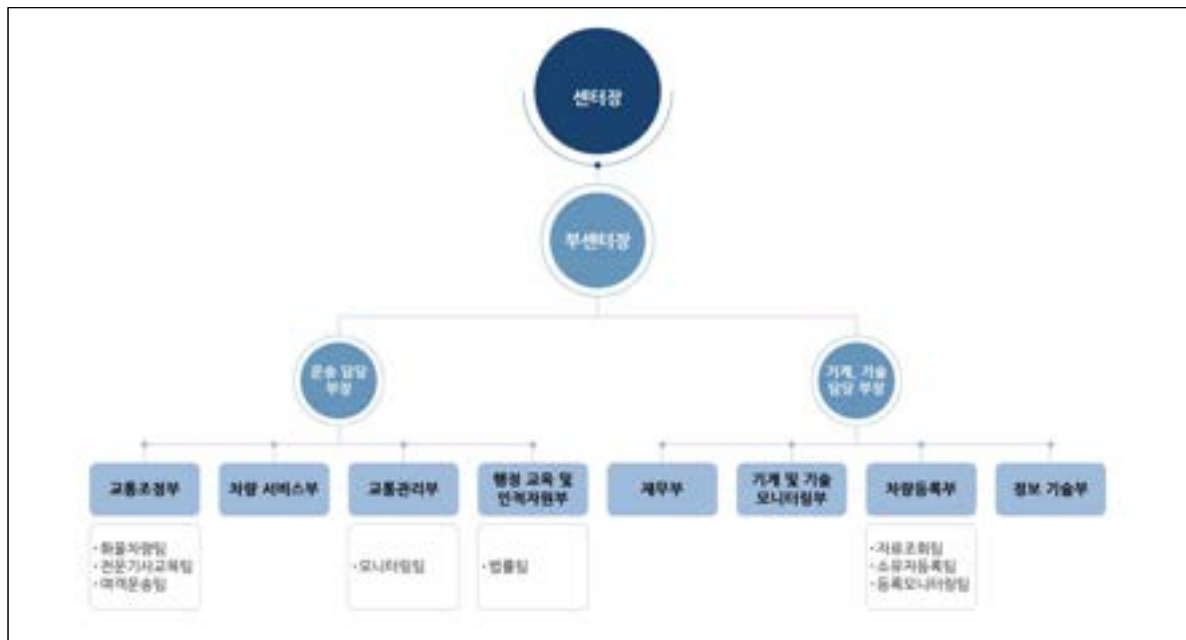 센터장
부센터장
운송 담당
부장
기계, 기술
담당 부장
교통조정부
차량 서비스부
교통관리부
행정 교육 및
인적자원부
재무부
기계 및 기술
모니터링부
차량등록부
정보 기술부
· 화물차량팀
· 전문기사교육팀
· 여객운송팀
· 모니터링팀
· 법률팀
· 자료조회팀
· 소유자등록팀
· 등록모니터링팀